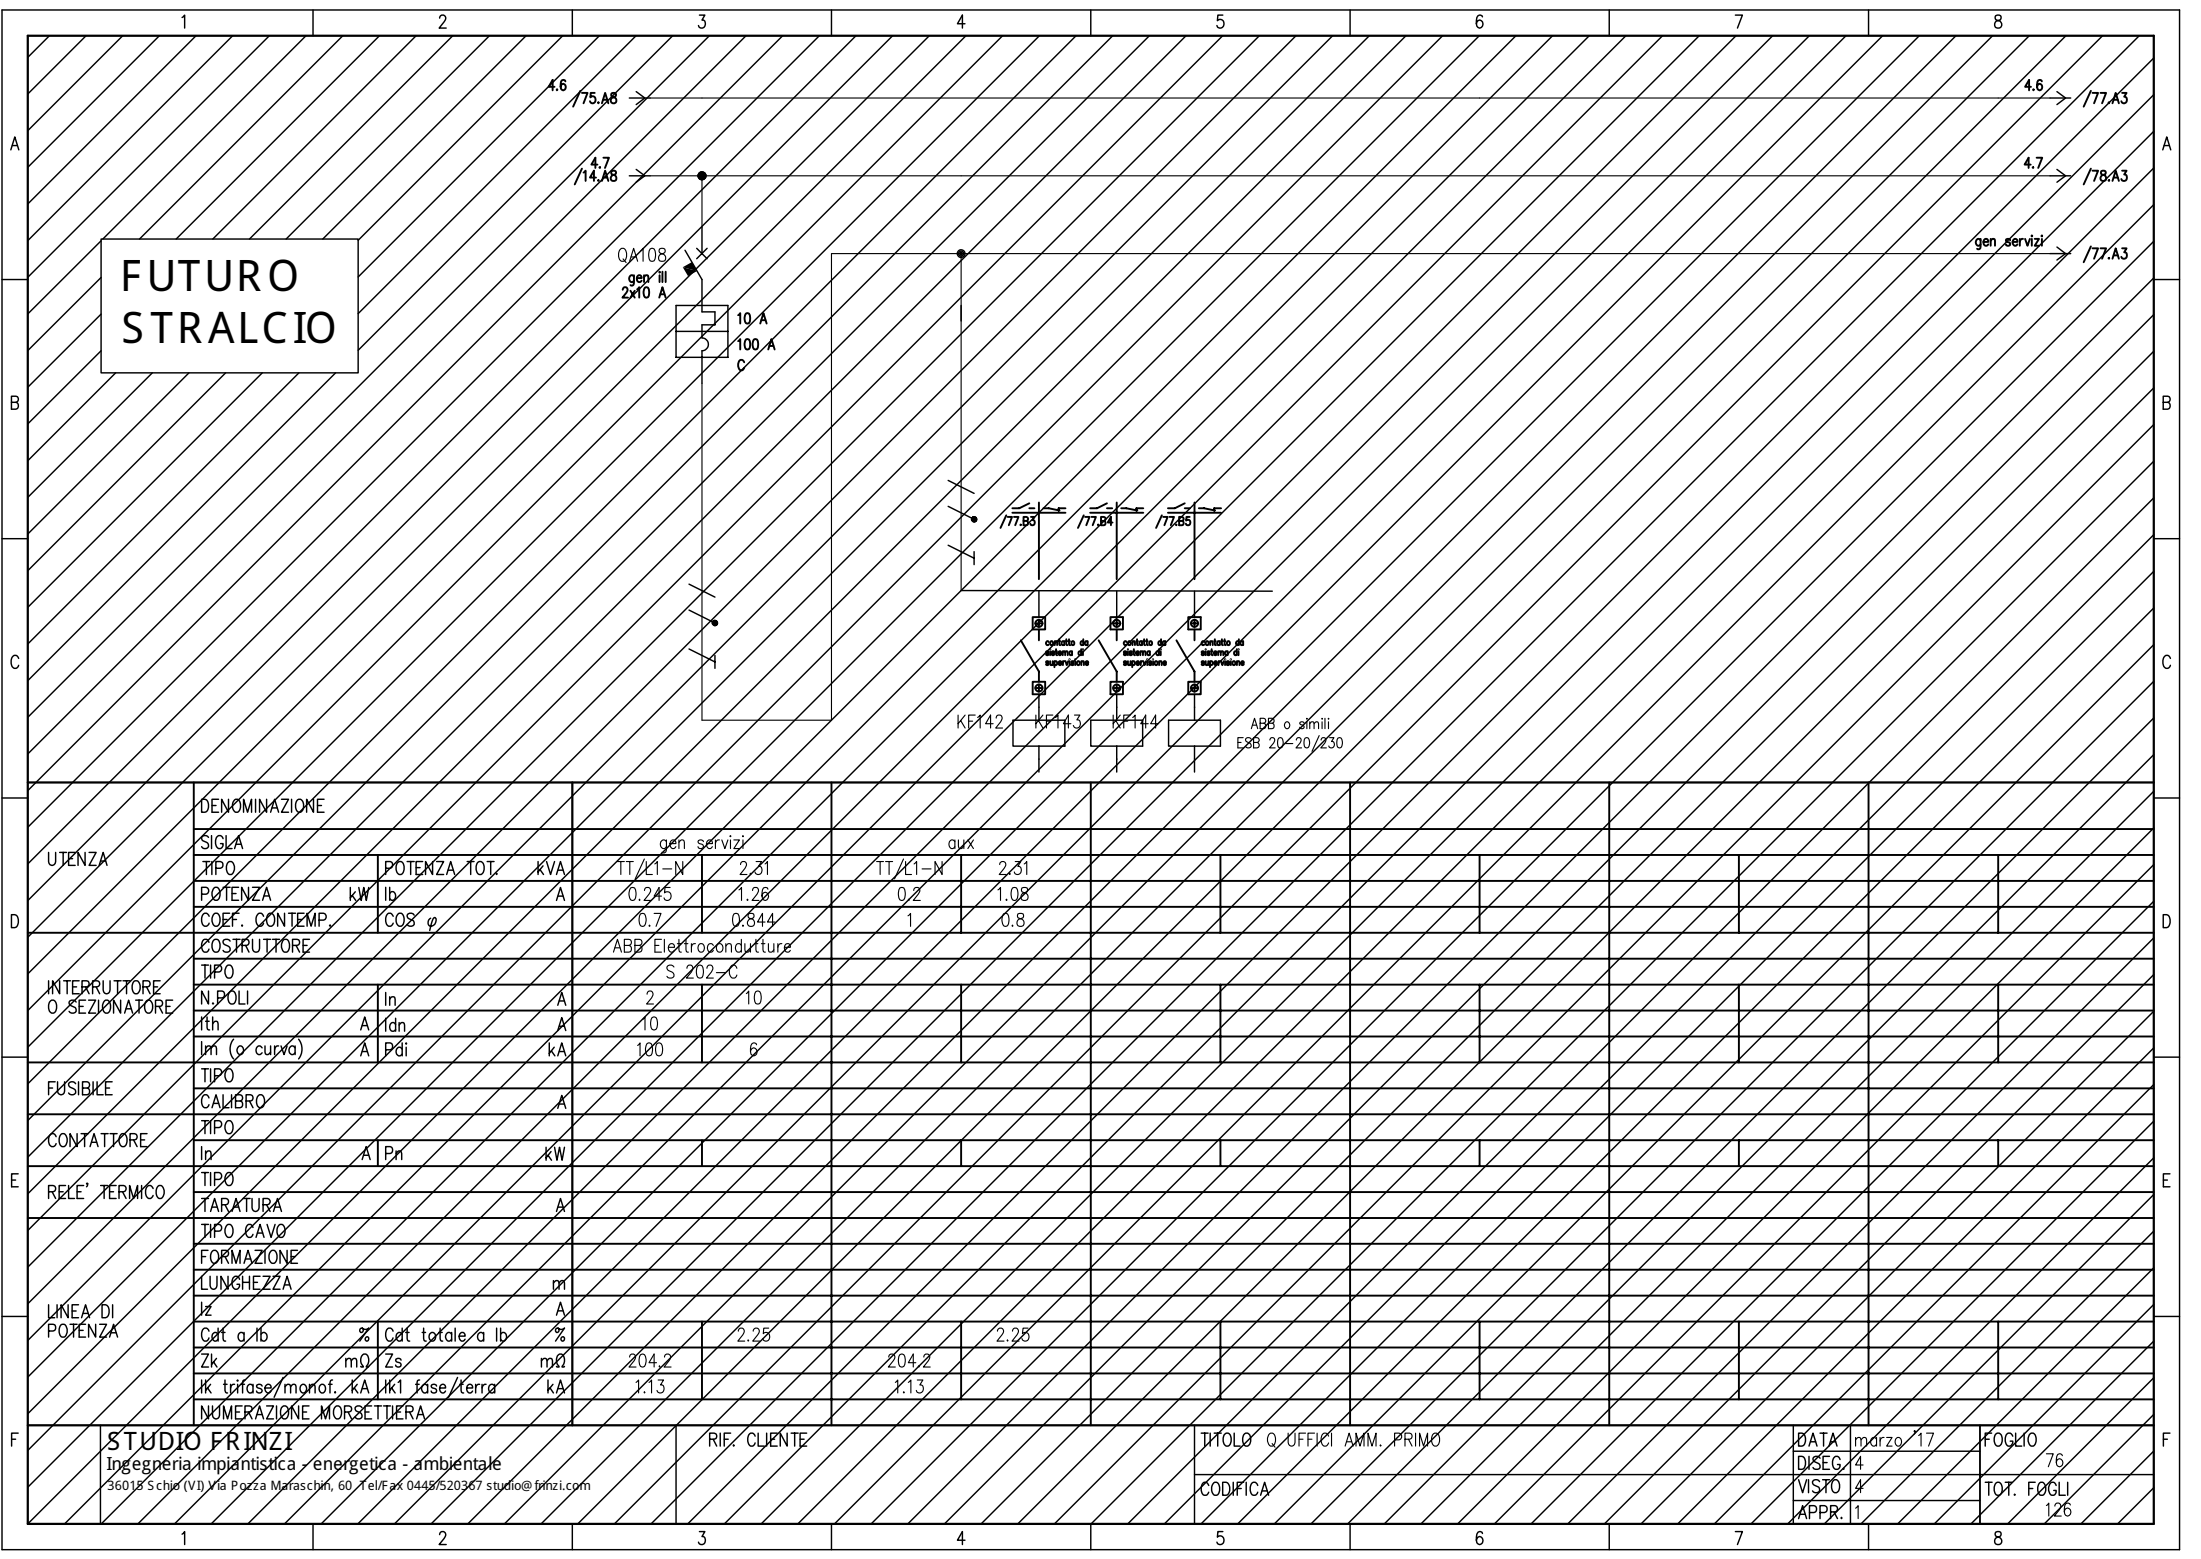 1 2 3 4 5 6 7 8
A A
4.6
/75.A8
4.6
/77.A3
4.7
/14.A8
4.7
/78.A3
gen servizi
/77.A3
FUTURO
STRALCIO
QA108
gen ill
2x10 A
10 A
100 A
C
B B
/77.B3 /77.B4 /77.B5
C C
contatto da
sistema di
supervisione
contatto da
sistema di
supervisione
contatto da
sistema di
supervisione
KF142 KF143 KF144
ABB o simili
ESB 20-20/230
UTENZA
DENOMINAZIONE
SIGLA gen servizi aux
TIPO POTENZA TOT. kVA TT/L1-N 2.31 TT/L1-N 2.31
POTENZA kW Ib A 0.245 1.26 0.2 1.08
COEF. CONTEMP. COS φ 0.7 0.844 1 0.8
D D
INTERRUTTORE
O SEZIONATORE
COSTRUTTORE ABB Elettrocondutture
TIPO S 202-C
N.POLI In A 2 10
Ith A Idn A 10
Im (o curva) A Pdi kA 100 6
FUSIBILE
TIPO
CALIBRO A
CONTATTORE
TIPO
In A Pn kW
E E
RELE' TERMICO
TIPO
TARATURA A
LINEA DI
POTENZA
TIPO CAVO
FORMAZIONE
LUNGHEZZA m
Iz A
Cdt a Ib % Cdt totale a Ib % 2.25 2.25
Zk mΩ Zs mΩ 204.2 204.2
Ik trifase/monof. kA Ik1 fase/terra kA 1.13 1.13
NUMERAZIONE MORSETTIERA
F F
STUDIO FRINZI
Ingegneria impiantistica - energetica - ambientale
36015 Schio (VI) Via Pozza Maraschin, 60 Tel/Fax 0445/520367 studio@frinzi.com
RIF. CLIENTE
TITOLO Q UFFICI AMM. PRIMO
CODIFICA
DATA marzo '17
DISEG. 4
VISTO 4
APPR. 1
FOGLIO
76
TOT. FOGLI
126
1 2 3 4 5 6 7 8